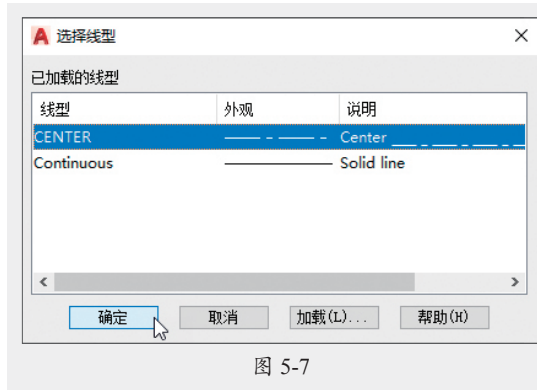 选择线型
已加载的线型
线型 外观 说明
CENTER Center
Continuous Solid line
确定 取消 加载(L)... 帮助(H)
图 5-7